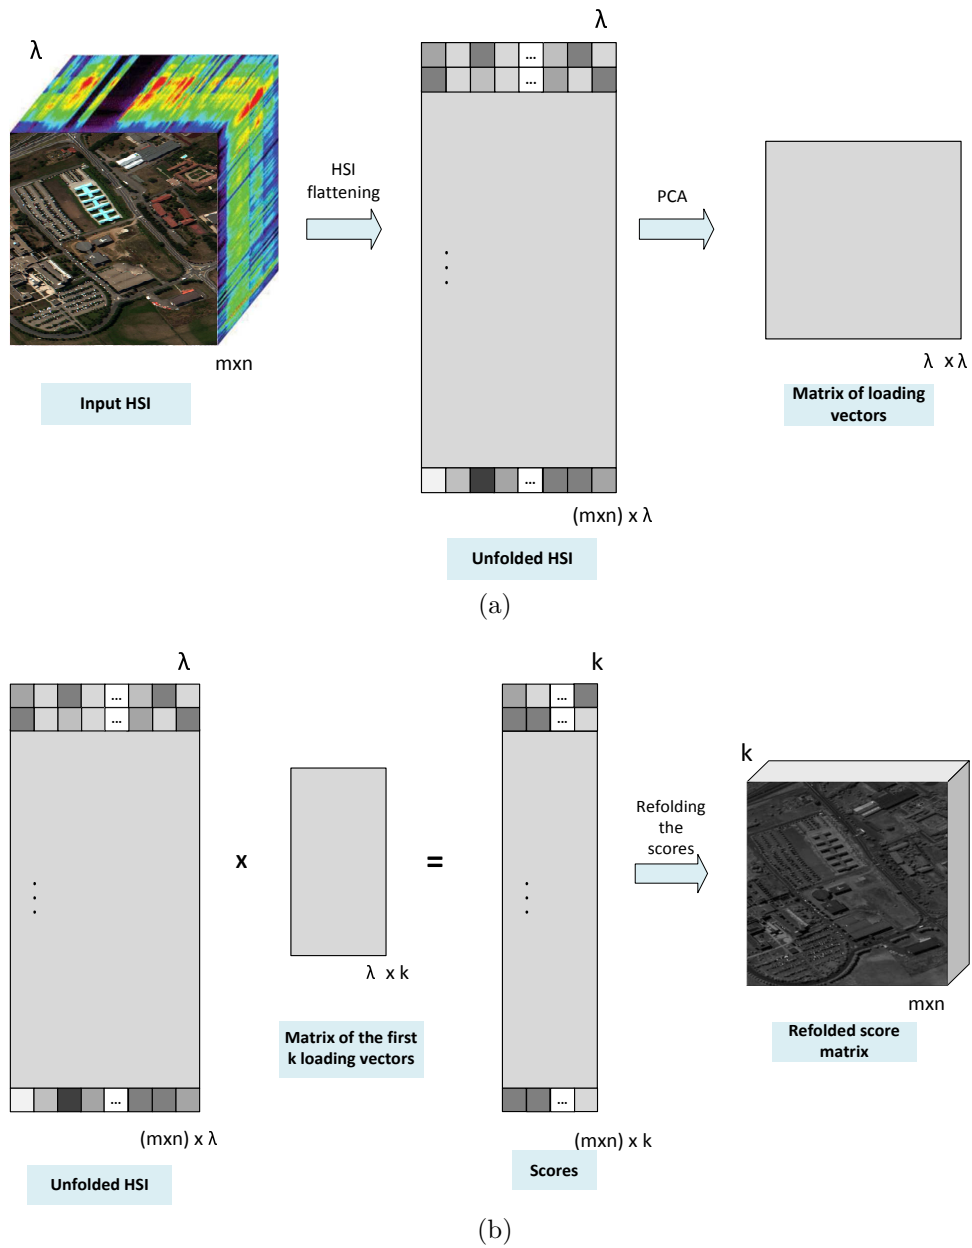 λ
λ
...
...
HSI
flattening
PCA
...
mxn
λ x λ
Input HSI
Matrix of loading
vectors
(mxn) x λ
Unfolded HSI
(a)
λ
k
...
...
...
...
k
Refolding
the
scores
x
=
λ x k
mxn
Matrix of the first
k loading vectors
Refolded score
matrix
...
...
(mxn) x λ
(mxn) x k
Unfolded HSI
Scores
(b)